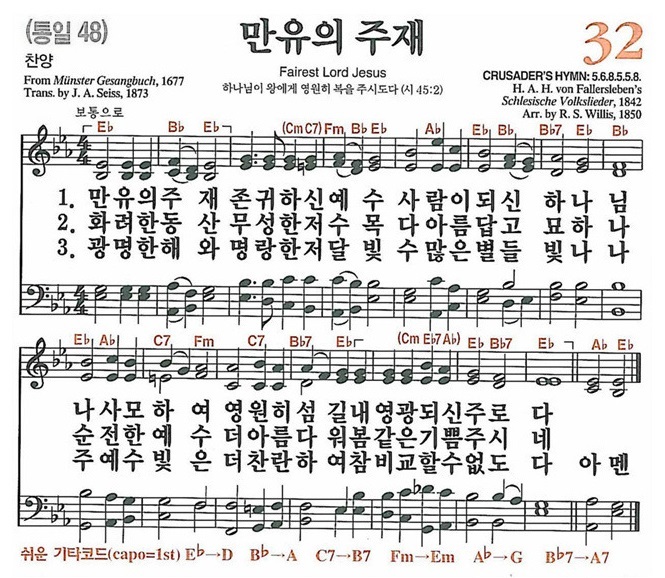 (통일 48)
만유의 주재
32
찬양
Fairest Lord Jesus
CRUSADER'S HYMN: 5.6.8.5.5.8.
From Münster Gesangbuch, 1677
하나님이 왕에게 영원히 복을 주시도다 (시 45:2)
H. A. H. von Fallersleben's
Trans. by J. A. Seiss, 1873
Schlesische Volkslieder, 1842
Arr. by R. S. Willis, 1850
보통으로
E♭ B♭ E♭ (Cm C7) Fm, B♭ E♭ A♭ E♭ B♭, B♭7, E♭ B♭
1. 만유의주 재 존귀하신예 수 사람이되신 하나님
2. 화려한동 산 무성한저수 목 다아름답고 묘하나
3. 광명한해 와 명랑한저달 빛 수많은별들 빛나나
E♭ A♭, C7, Fm C7, B♭7, E♭ (Cm E♭7 A♭) E♭ B♭7 E♭ A♭ E♭
나사모하 여 영원히섬 길내영광되신주로 다
순전한예 수 더아름다 워봄같은기쁨주시 네
주예수빛 은 더찬란하 여참비교할수없도 다 아멘
쉬운 기타코드(capo=1st) E♭→D B♭→A C7→B7 Fm→Em A♭→G B♭7→A7